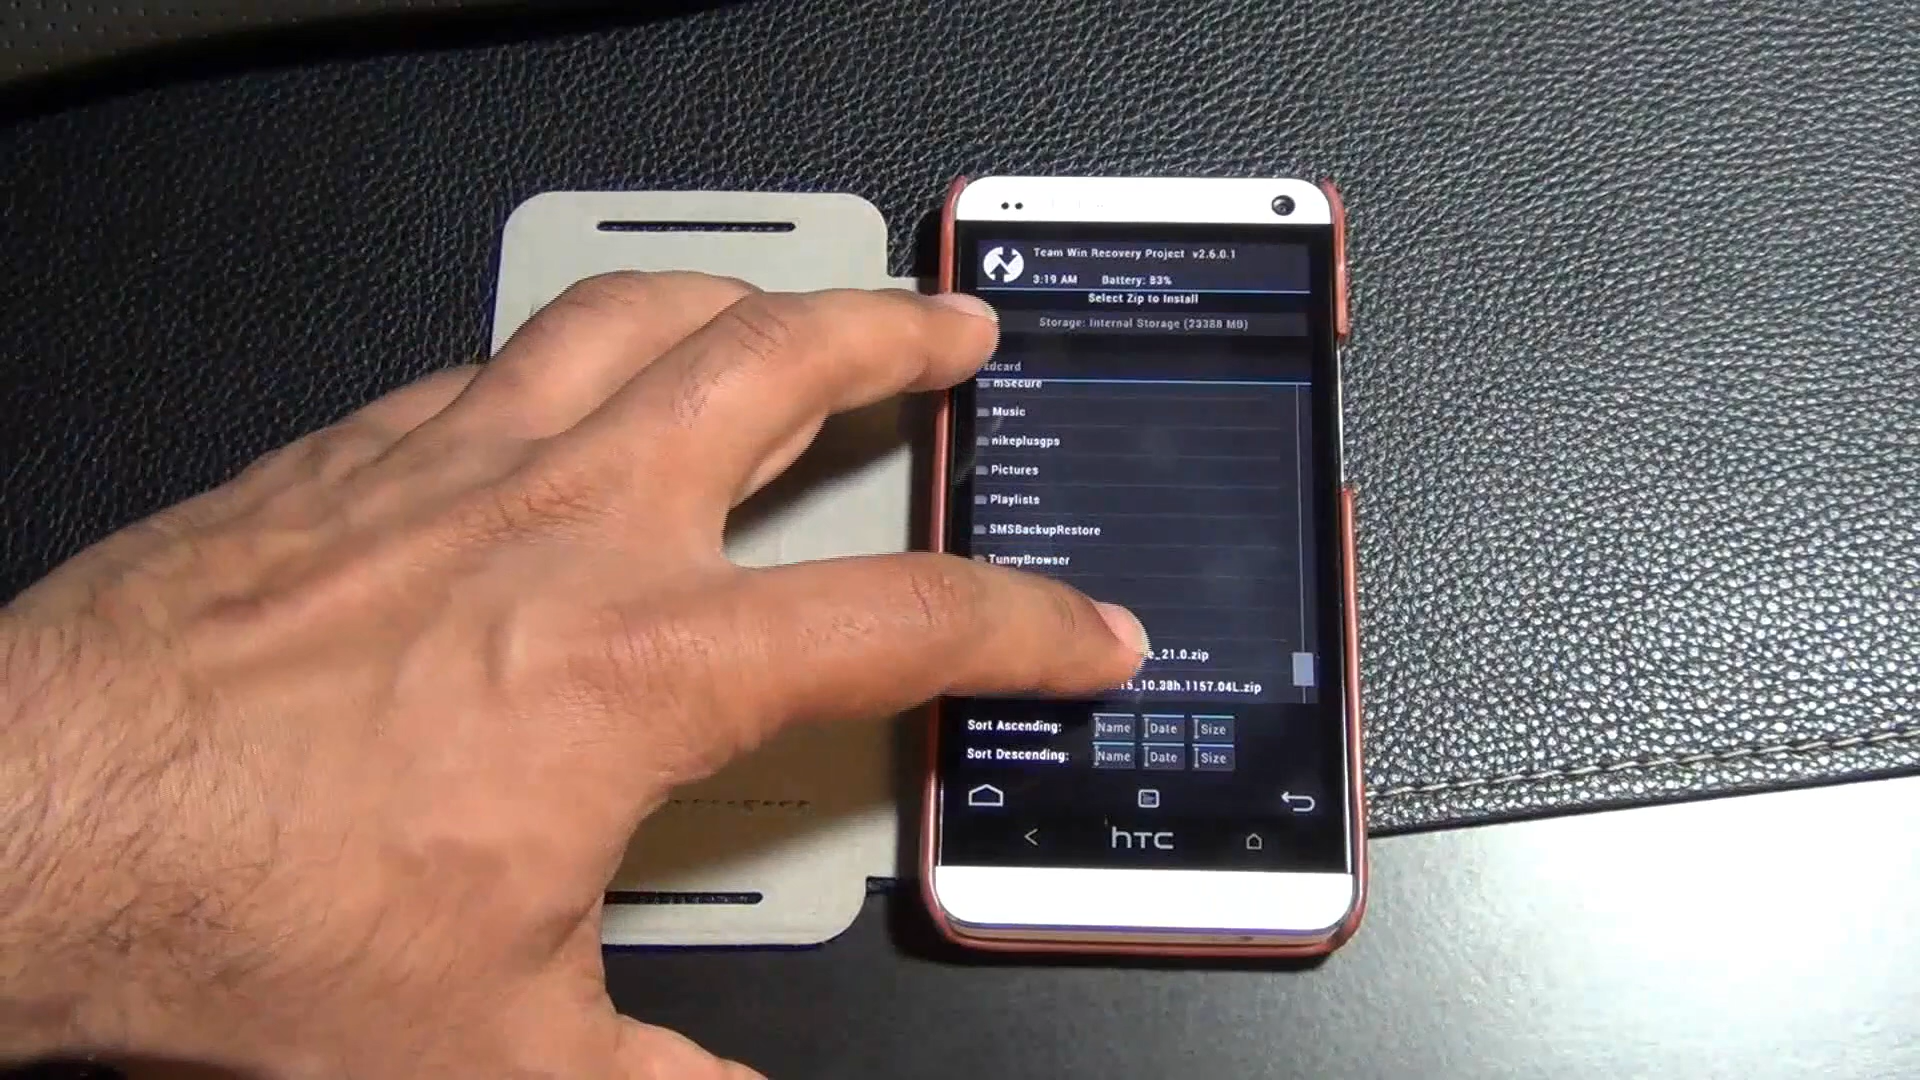 Team Win Recovery Project v2.6.0.1
3:19 AM Battery: 83%
Select Zip to Install
Storage: Internal Storage (23388 MB)
sdcard
mSecure
Music
nikeplusgps
Pictures
Playlists
SMSBackupRestore
TunnyBrowser
e_21.0.zip
15_10.38h.1157.04L.zip
Sort Ascending: Name Date Size
Sort Descending: Name Date Size
hTC